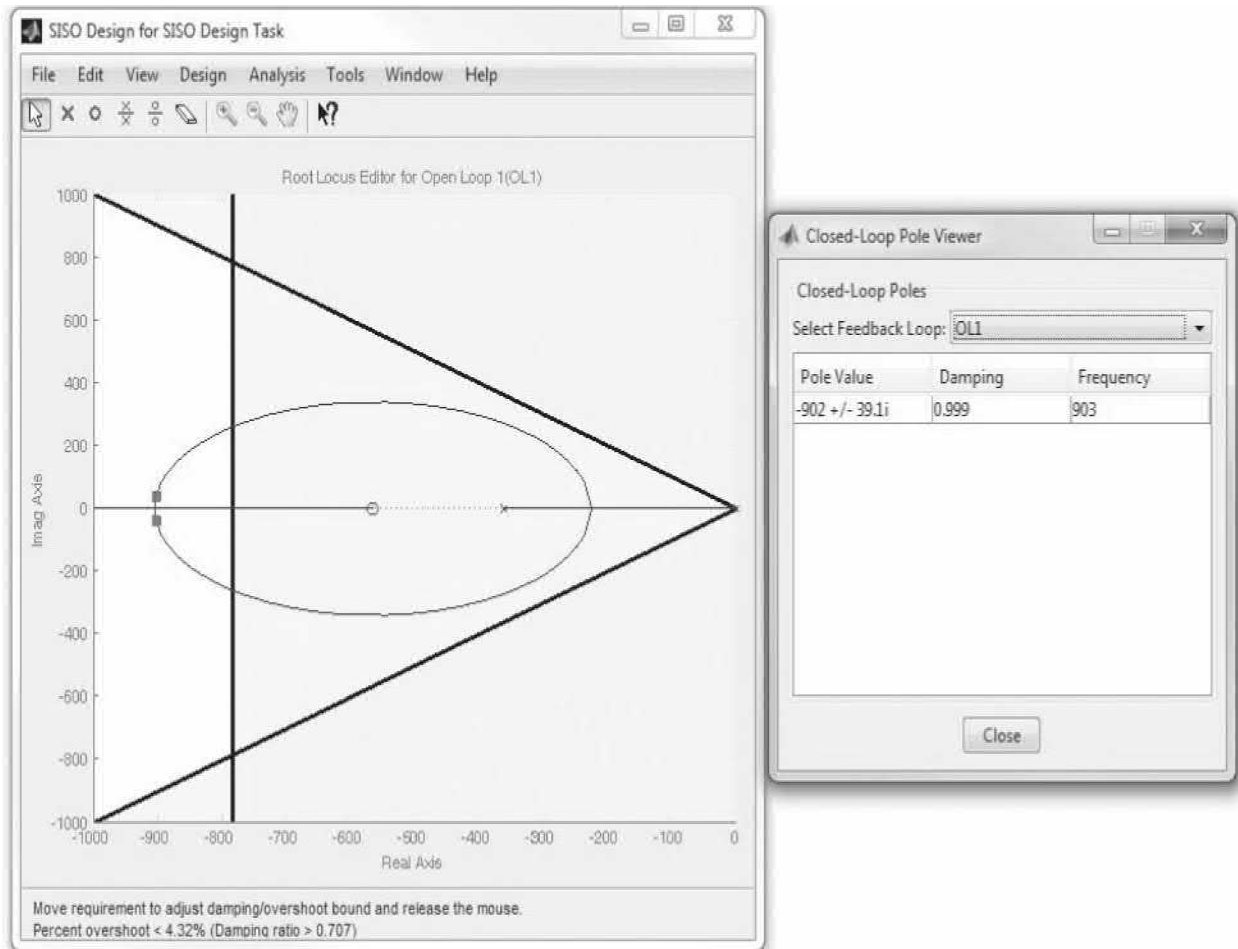 SISO Design for SISO Design Task
File Edit View Design Analysis Tools Window Help
Root Locus Editor for Open Loop 1(OL1)
1000
800
600
400
200
0
-200
-400
-600
-800
-1000
Imag Axis
-1000 -900 -800 -700 -600 -500 -400 -300 -200 -100 0
Real Axis
Move requirement to adjust damping/overshoot bound and release the mouse.
Percent overshoot < 4.32% (Damping ratio > 0.707)
Closed-Loop Pole Viewer
Closed-Loop Poles
Select Feedback Loop: OL1
Pole Value Damping Frequency
-902 +/- 39.1i 0.999 903
Close